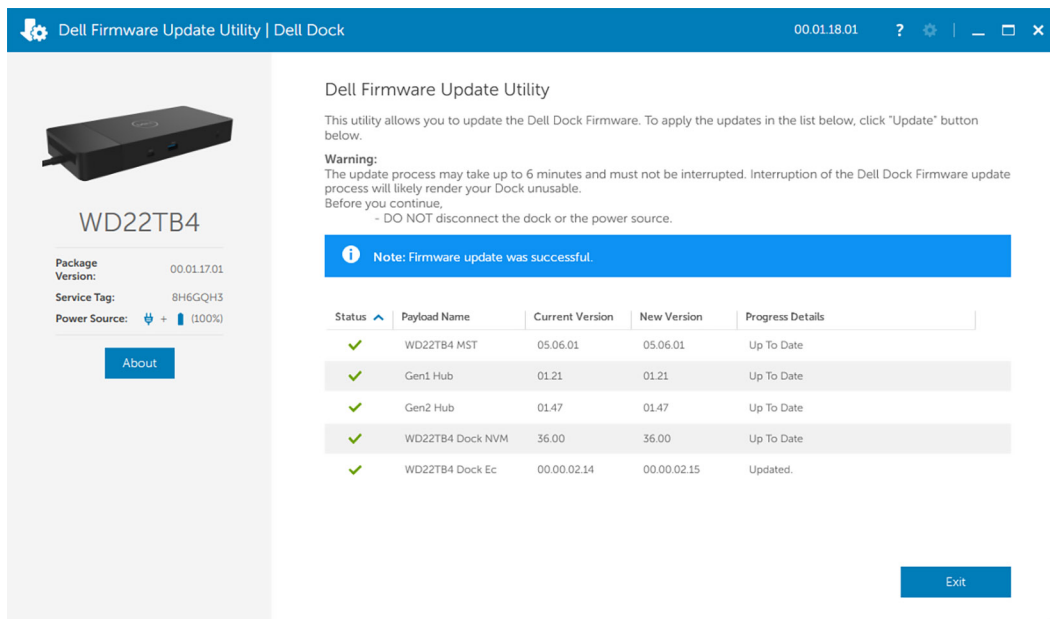 Dell Firmware Update Utility | Dell Dock
00.01.18.01
?
WD22TB4
Package Version:
00.01.17.01
Service Tag:
8H6GQH3
Power Source:
+
(100%)
About
Dell Firmware Update Utility
This utility allows you to update the Dell Dock Firmware. To apply the updates in the list below, click "Update" button
below.
Warning:
The update process may take up to 6 minutes and must not be interrupted. Interruption of the Dell Dock Firmware update
process will likely render your Dock unusable.
Before you continue,
- DO NOT disconnect the dock or the power source.
Note: Firmware update was successful.
Status Payload Name Current Version New Version Progress Details
WD22TB4 MST 05.06.01 05.06.01 Up To Date
Gen1 Hub 01.21 01.21 Up To Date
Gen2 Hub 01.47 01.47 Up To Date
WD22TB4 Dock NVM 36.00 36.00 Up To Date
WD22TB4 Dock Ec 00.00.02.14 00.00.02.15 Updated.
Exit